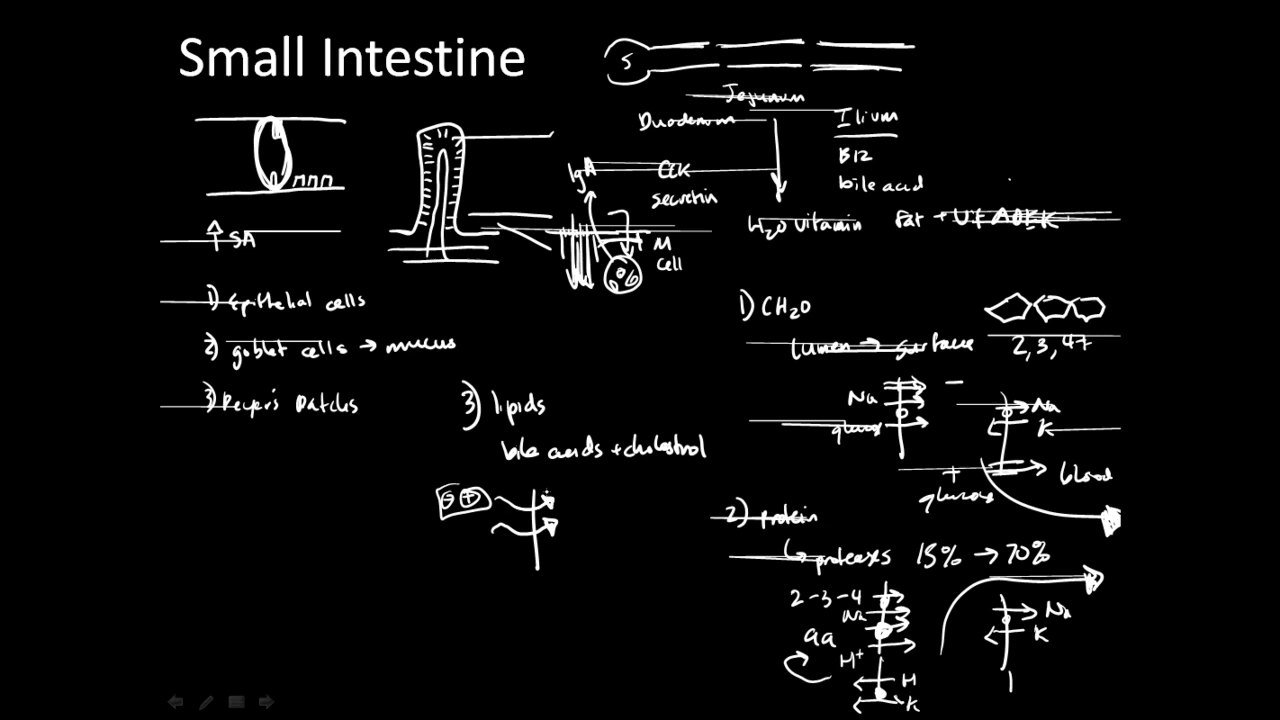 Small Intestine
S
Jejunum
Duodenum
Ilium
B12
bile acid
IgA
CCK
secretin
H2O vitamin
fat + Vit ADEK
M
cell
↑ SA
1) Epithelial cells
2) goblet cells → mucus
3) Peyer's Patches
1) CH2O
lumen → surface
2, 3, 4+
Na
glucose
Na
K
+
glucose
blood
3) lipids
bile acids + cholestrol
2) protein
proteases 15% → 70%
2-3-4
Na
aa
H+
H
K
Na
K